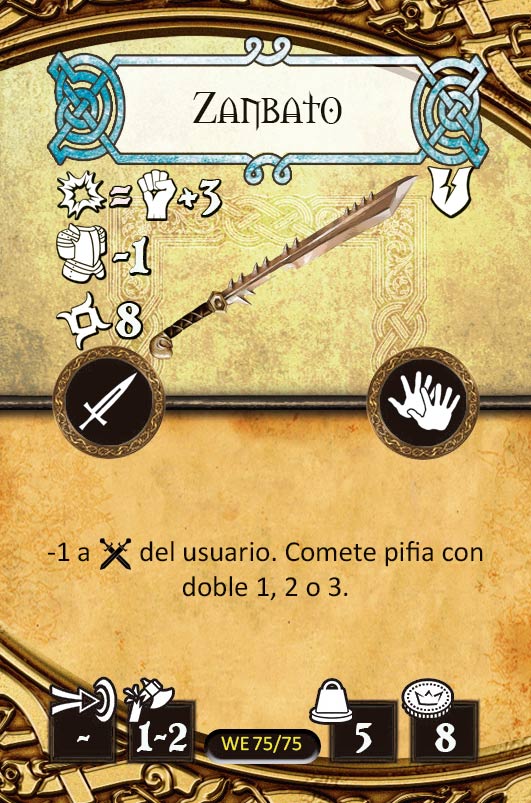 Zanbato
= +3
-1
8
-1 a del usuario. Comete pifia con
doble 1, 2 o 3.
- 1-2 WE 75/75 5 8